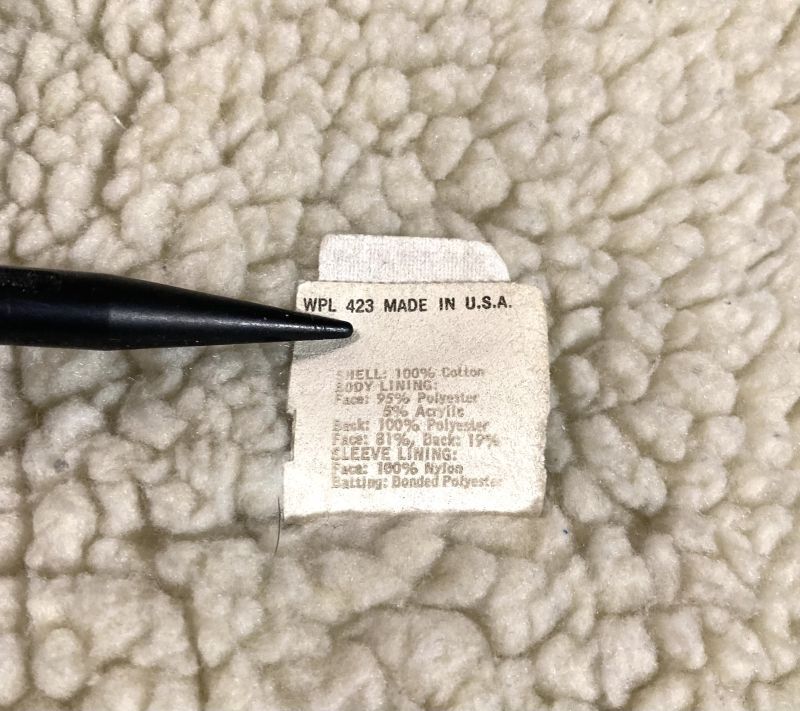 WPL 423 MADE IN U.S.A.
SHELL: 100% Cotton
BODY LINING:
Face: 95% Polyester
5% Acrylic
Back: 100% Polyester
Face: 81%, Back: 19%
SLEEVE LINING:
Face: 100% Nylon
Batting: Bonded Polyester